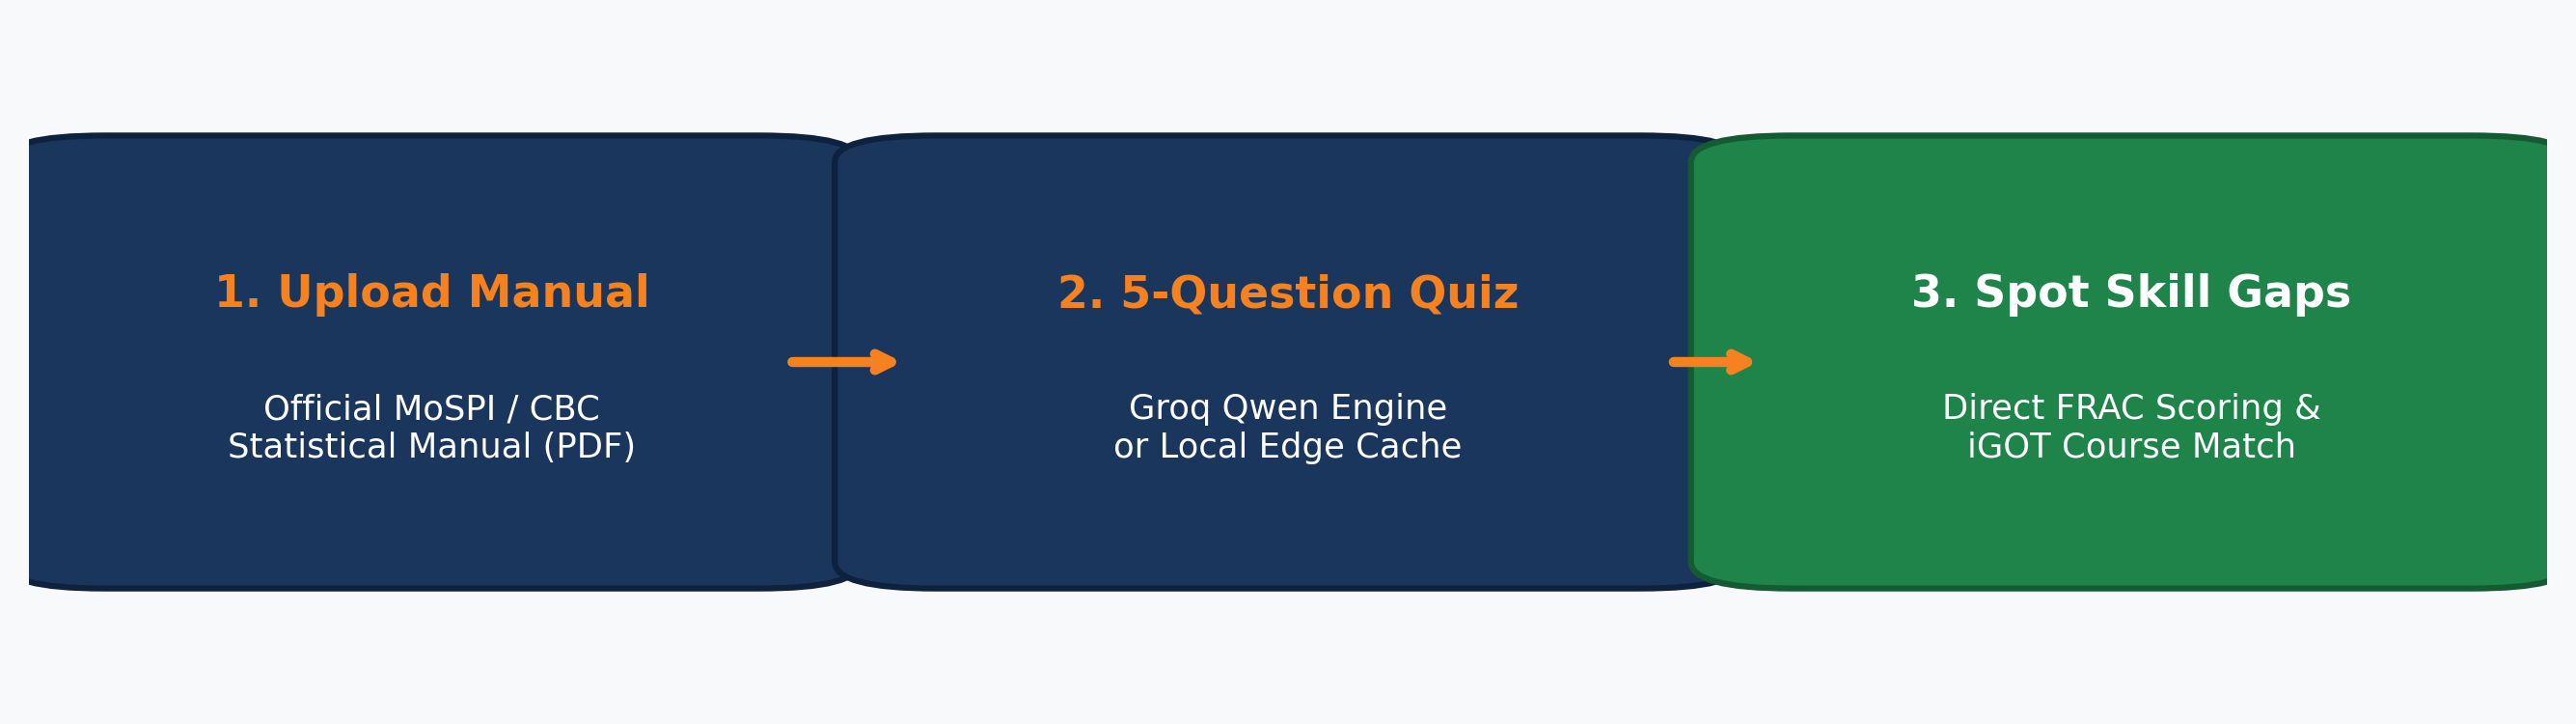 1. Upload Manual
Official MoSPI / CBC
Statistical Manual (PDF)
2. 5-Question Quiz
Groq Qwen Engine
or Local Edge Cache
3. Spot Skill Gaps
Direct FRAC Scoring &
iGOT Course Match